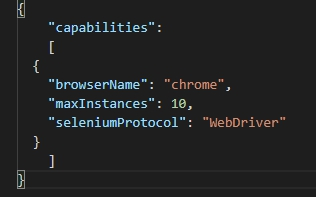 {
"capabilities":
[
{
"browserName": "chrome",
"maxInstances": 10,
"seleniumProtocol": "WebDriver"
}
]
}